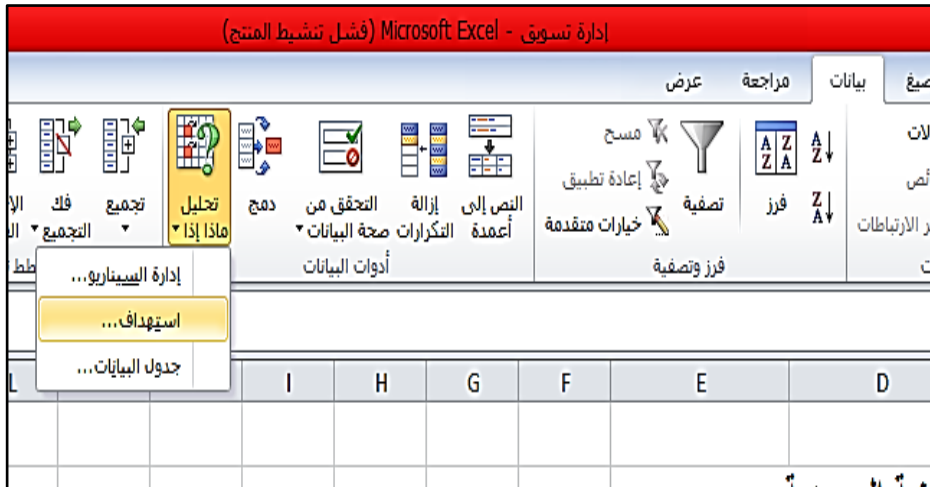 إدارة تسويق - Microsoft Excel (فشل تنشيط المنتج)
بيانات مراجعة عرض
مسح
إعادة تطبيق
خيارات متقدمة
فرز
تصفية
النص إلى أعمدة
إزالة التكرارات
التحقق من صحة البيانات
دمج
تحليل ماذا إذا
تجميع
فك التجميع
فرز وتصفية
أدوات البيانات
إدارة السيناريو...
استهداف...
جدول البيانات...
D E F G H I L